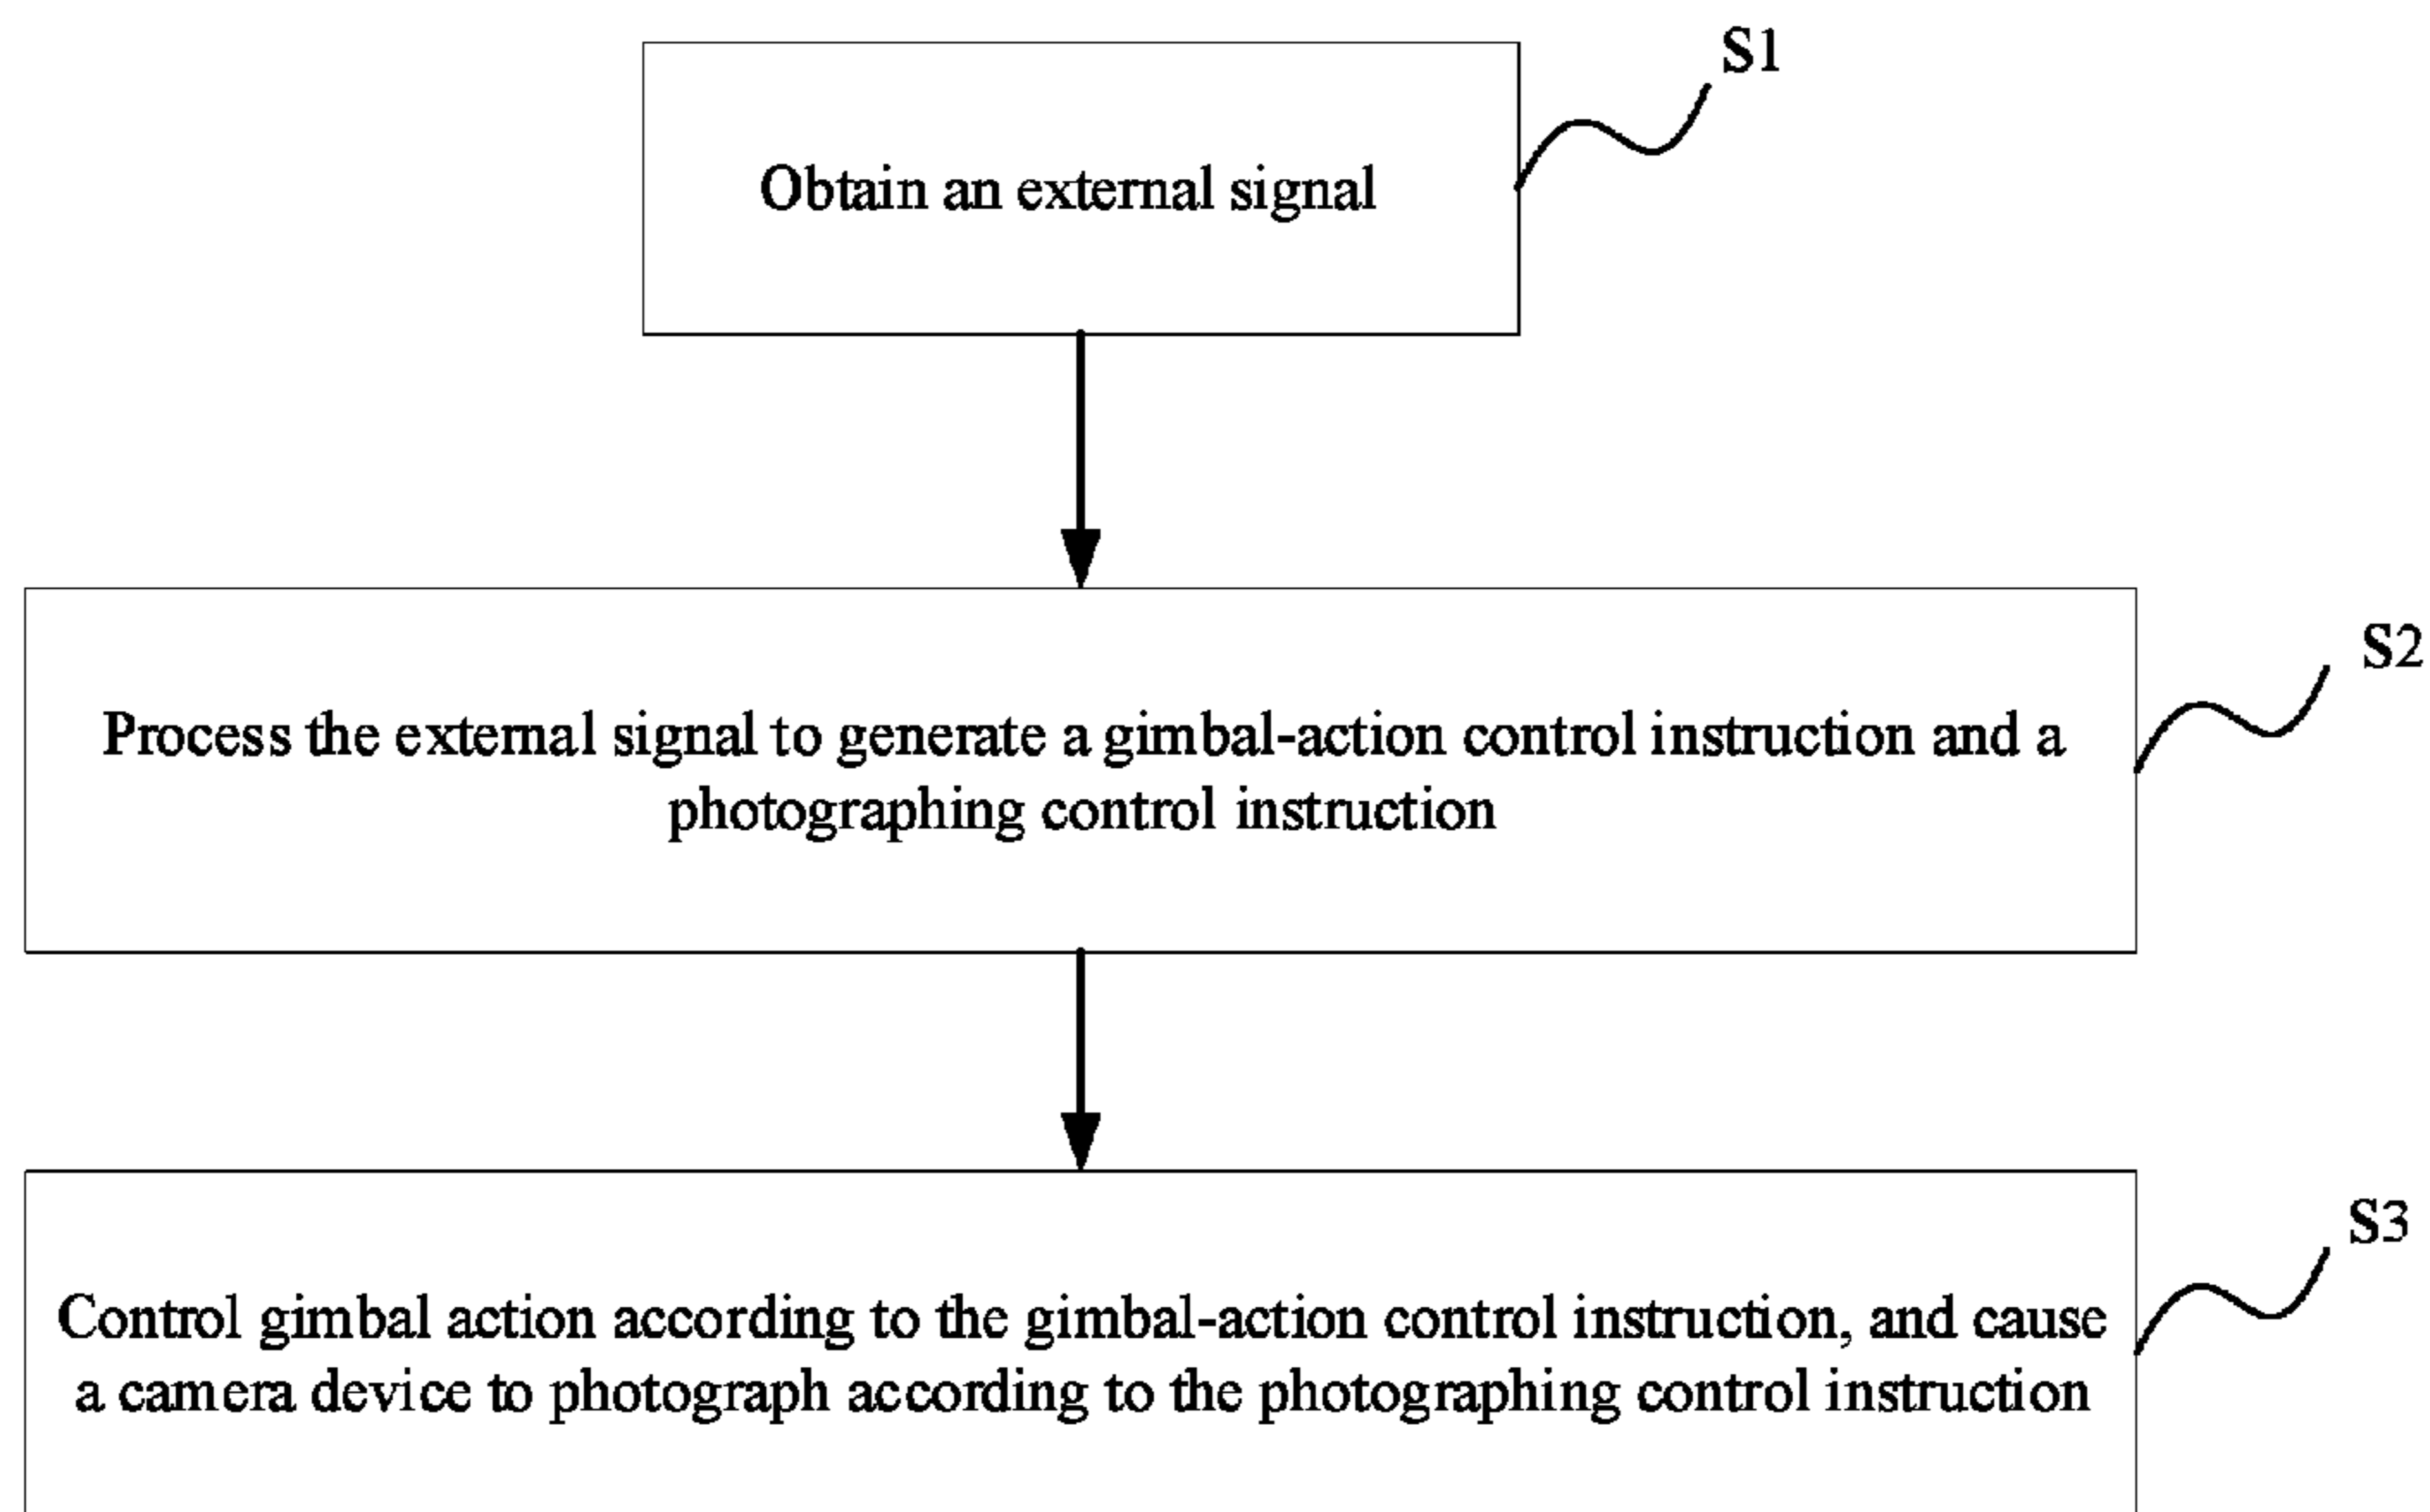 S1
Obtain an external signal
S2
Process the external signal to generate a gimbal-action control instruction and a
photographing control instruction
S3
Control gimbal action according to the gimbal-action control instruction, and cause
a camera device to photograph according to the photographing control instruction